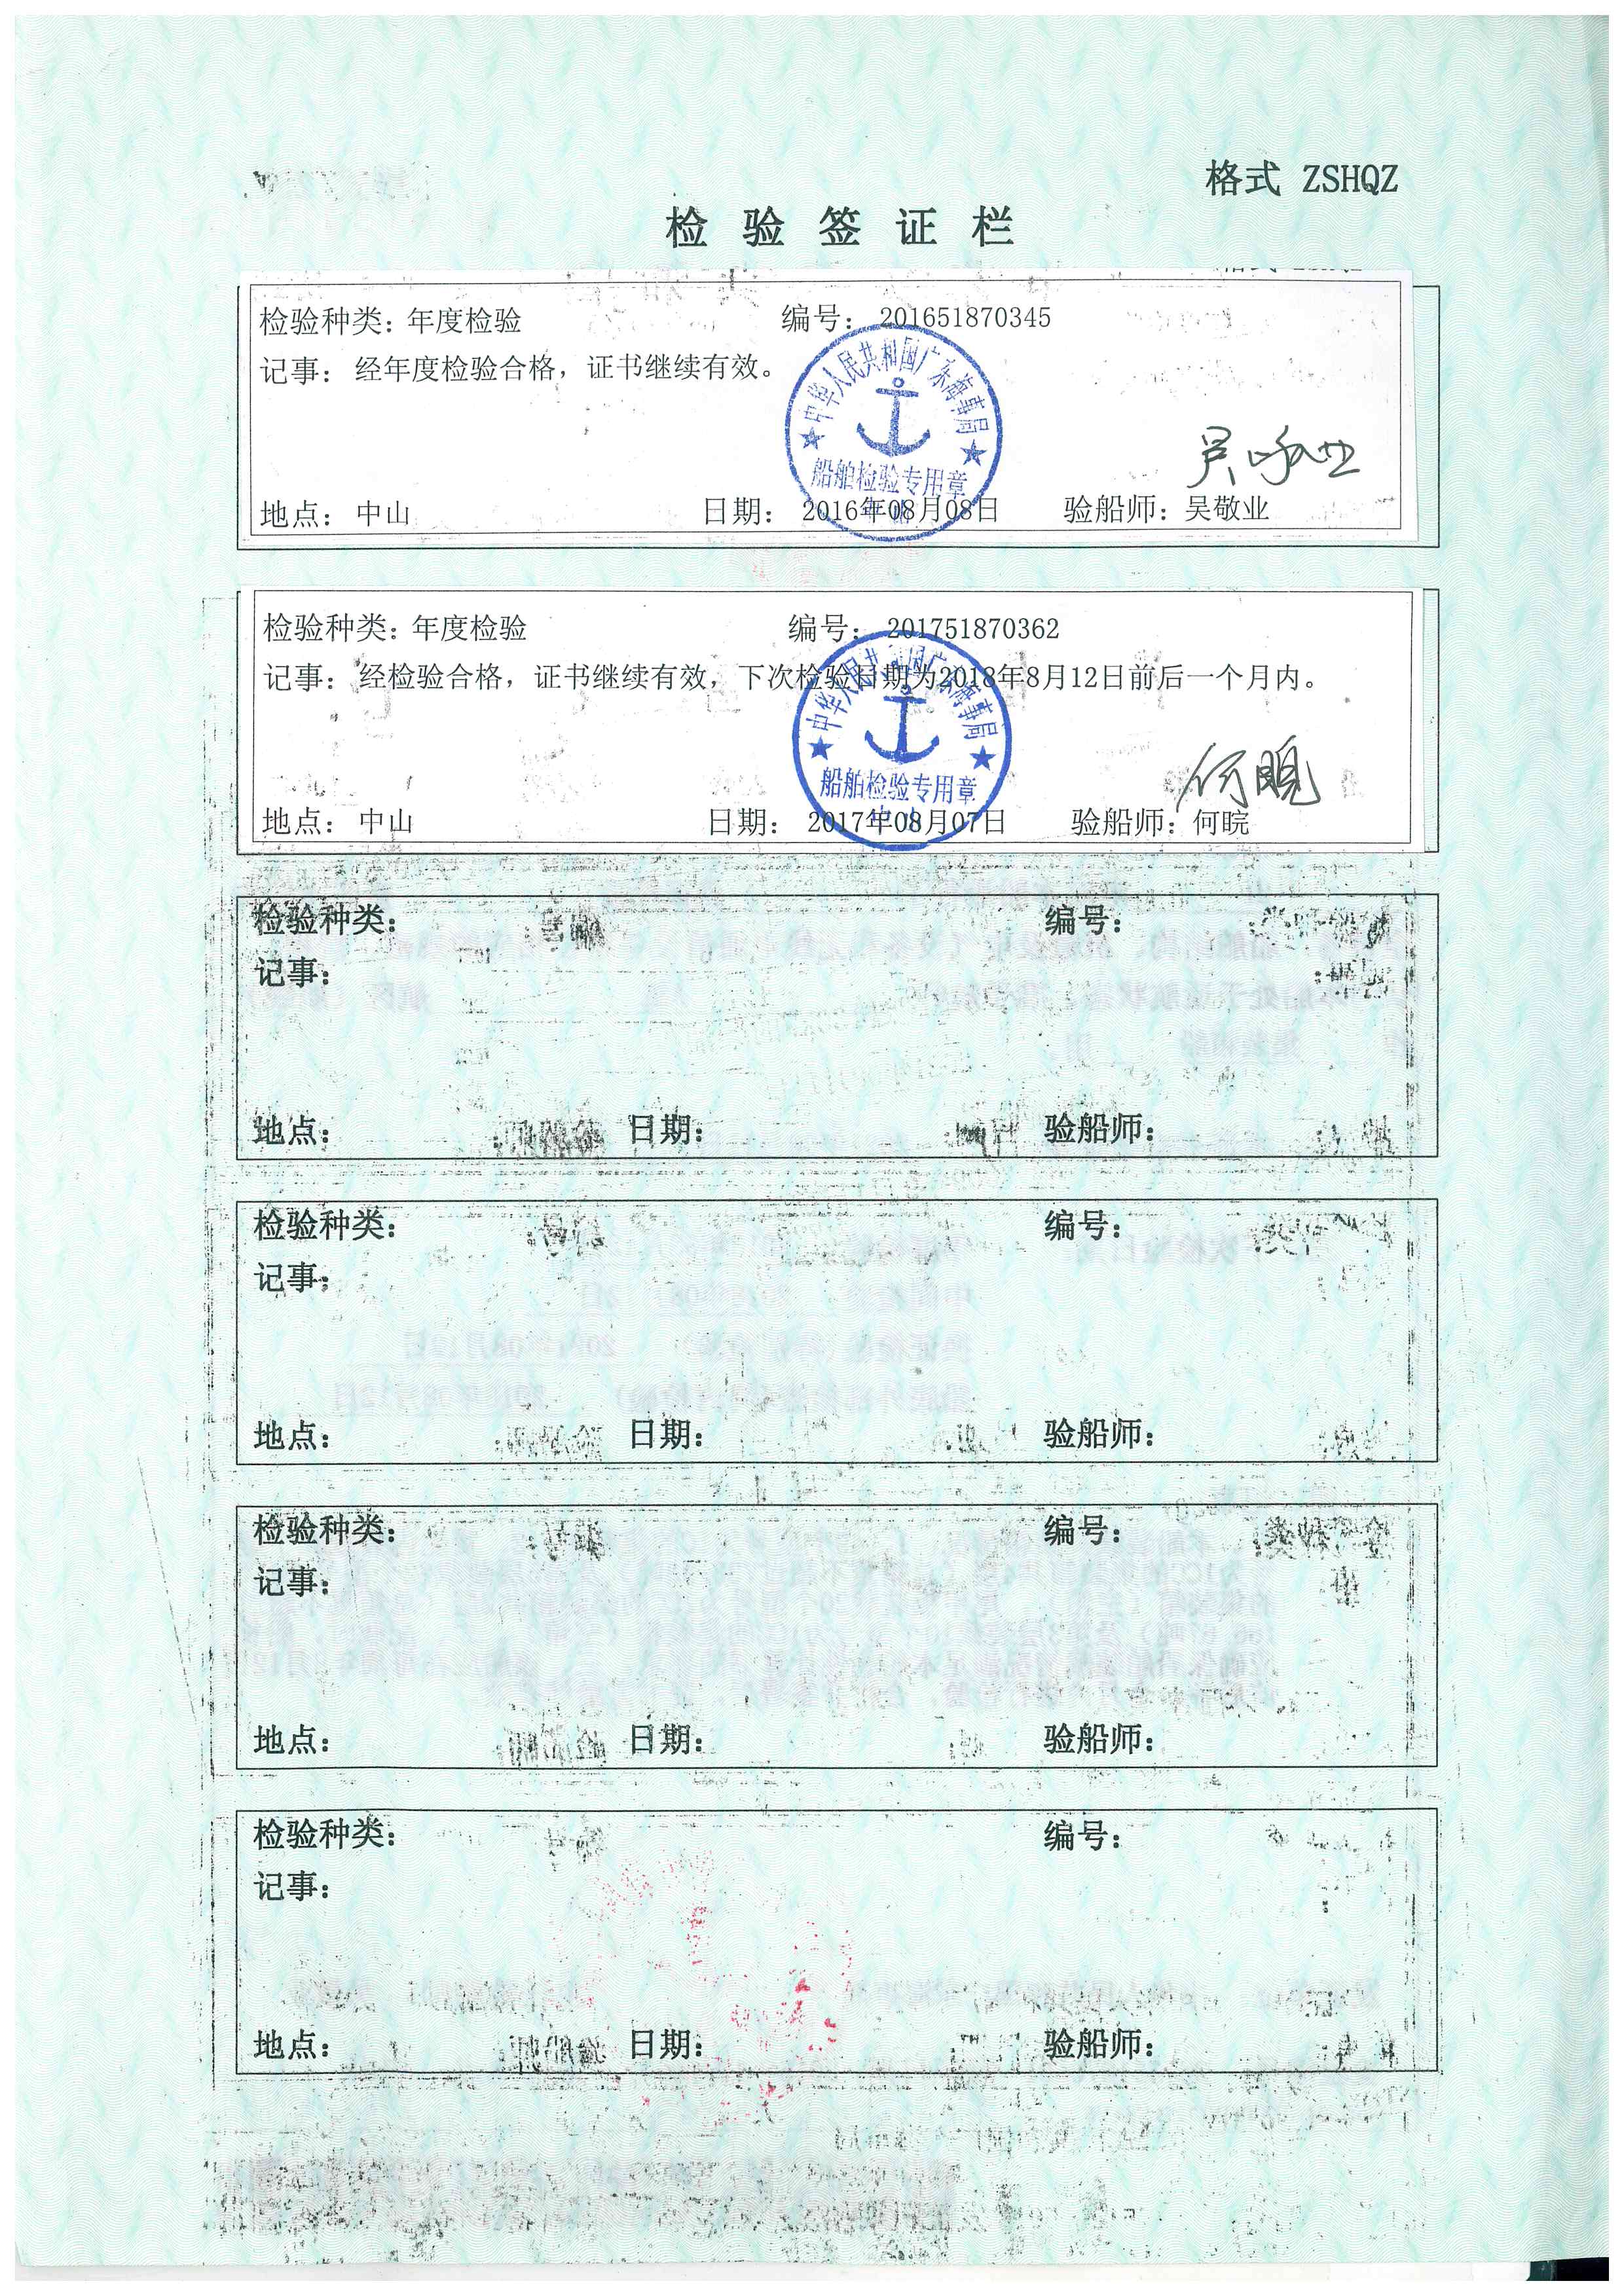 格式 ZSHQZ
检验签证栏
检验种类：年度检验 编号：201651870345
记事：经年度检验合格，证书继续有效。
中华人民共和国广东海事局
船舶检验专用章
地点：中山 日期：2016年08月08日 验船师：吴敬业
检验种类：年度检验 编号：201751870362
记事：经检验合格，证书继续有效，下次检验日期为2018年8月12日前后一个月内。
中华人民共和国广东海事局
船舶检验专用章
何晥
地点：中山 日期：2017年08月07日 验船师：何晥
检验种类： 编号：
记事：
地点： 日期： 验船师：
检验种类： 编号：
记事：
地点： 日期： 验船师：
检验种类： 编号：
记事：
地点： 日期： 验船师：
检验种类： 编号：
记事：
地点： 日期： 验船师：